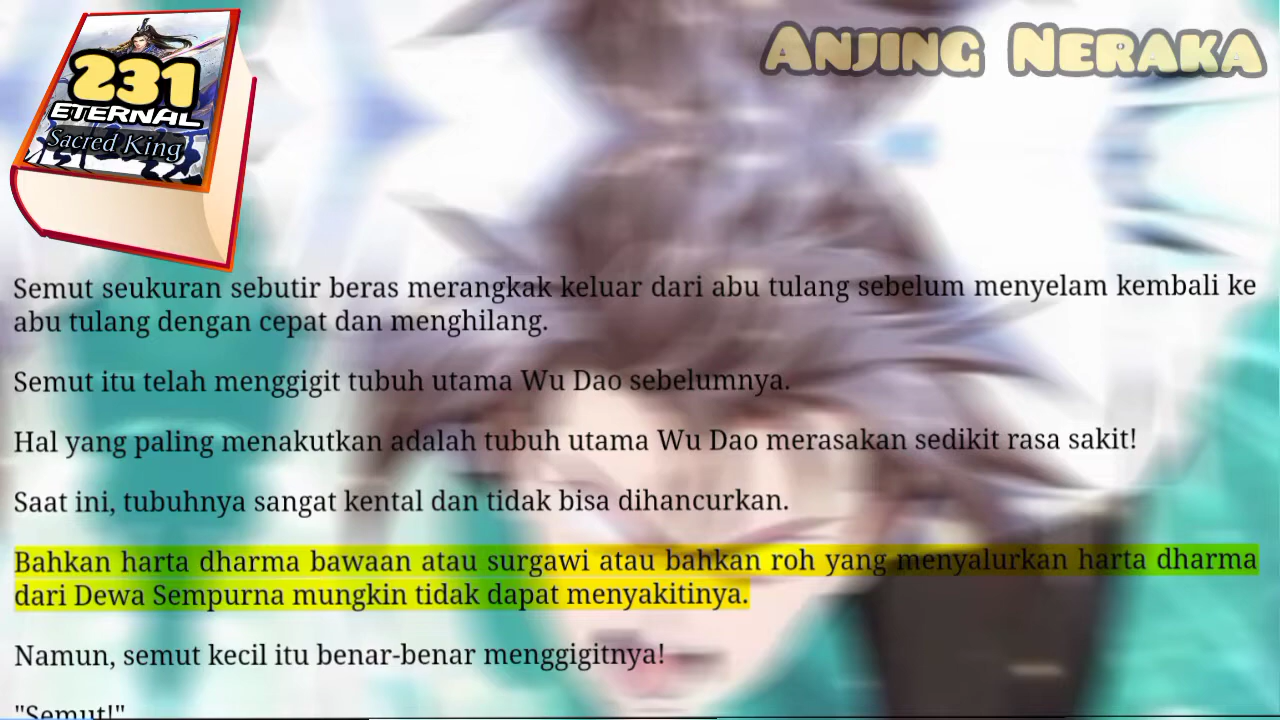 231
ETERNAL
Sacred King
ANJING NERAKA
Semut seukuran sebutir beras merangkak keluar dari abu tulang sebelum menyelam kembali ke
abu tulang dengan cepat dan menghilang.
Semut itu telah menggigit tubuh utama Wu Dao sebelumnya.
Hal yang paling menakutkan adalah tubuh utama Wu Dao merasakan sedikit rasa sakit!
Saat ini, tubuhnya sangat kental dan tidak bisa dihancurkan.
Bahkan harta dharma bawaan atau surgawi atau bahkan roh yang menyalurkan harta dharma
dari Dewa Sempurna mungkin tidak dapat menyakitinya.
Namun, semut kecil itu benar-benar menggigitnya!
"Semut!"